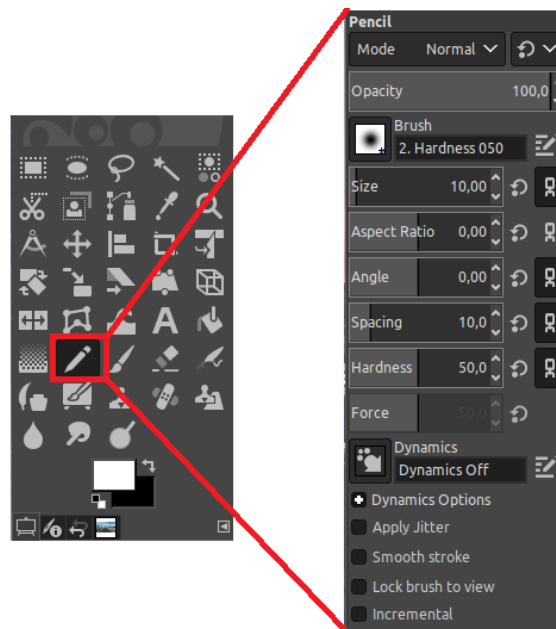 Pencil
Mode Normal
Opacity 100,0
Brush
2. Hardness 050
Size 10,00
Aspect Ratio 0,00
Angle 0,00
Spacing 10,0
Hardness 50,0
Force 50,0
Dynamics
Dynamics Off
Dynamics Options
Apply Jitter
Smooth stroke
Lock brush to view
Incremental